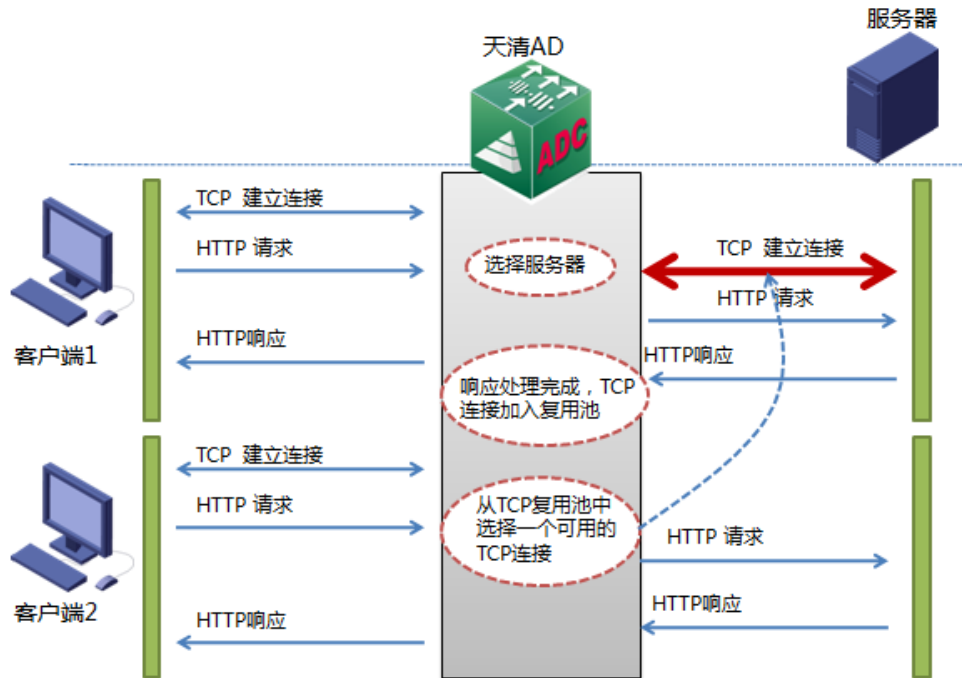 服务器
天清AD
ADC
TCP 建立连接
HTTP 请求
选择服务器
TCP 建立连接
HTTP 请求
HTTP响应
HTTP响应
客户端1
响应处理完成，TCP
连接加入复用池
TCP 建立连接
HTTP 请求
从TCP复用池中
选择一个可用的
TCP连接
HTTP 请求
HTTP响应
HTTP响应
客户端2